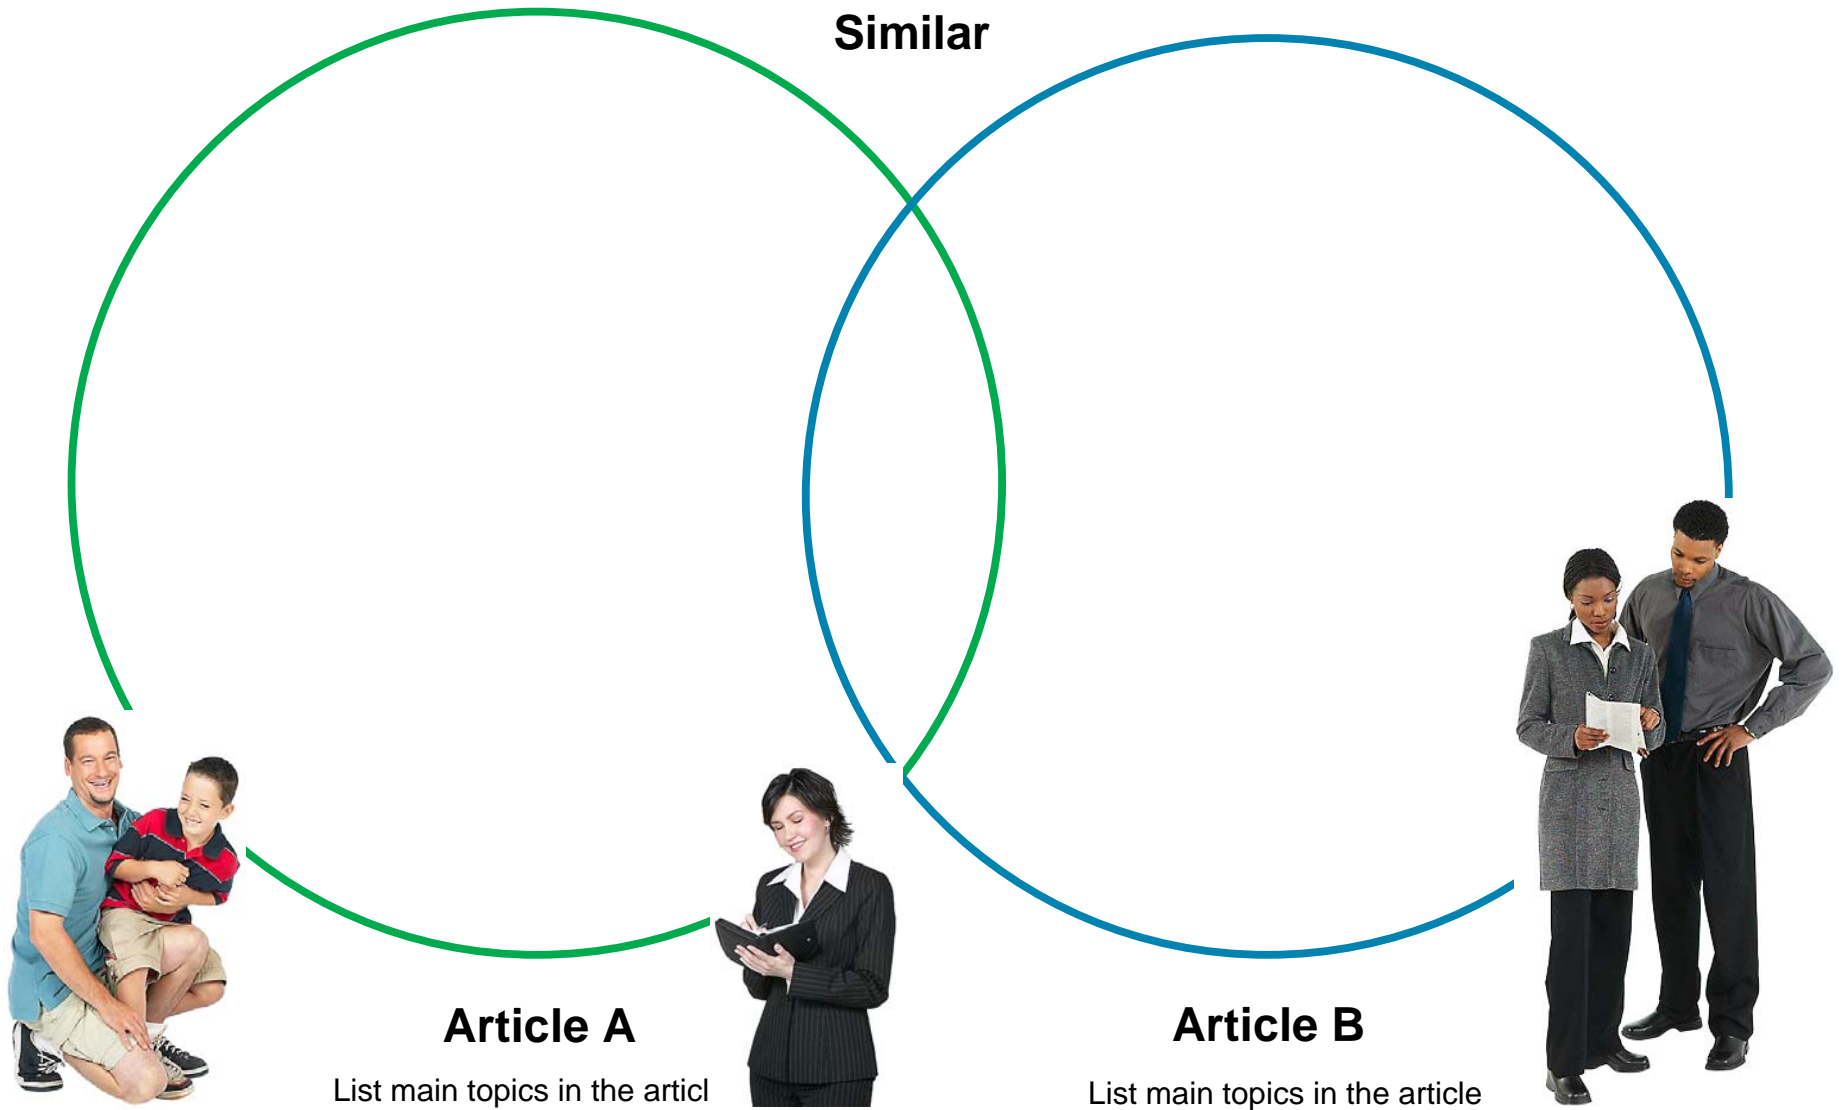 Similar
Article A
Article B
List main topics in the articl
List main topics in the article